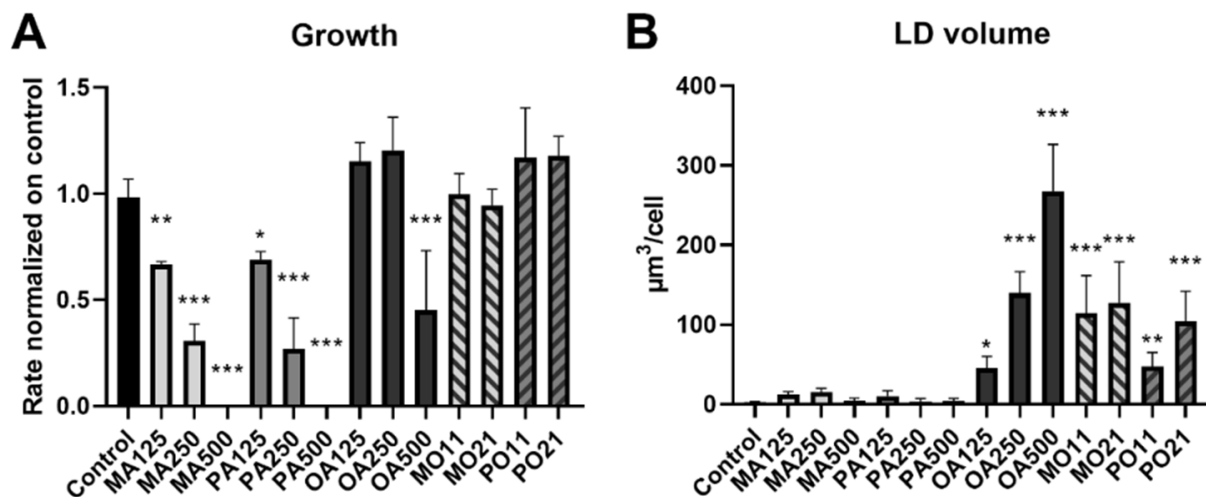 A
Growth
Rate normalized on control
1.5
1.0
0.5
0.0
**
***
***
*
***
***
***
Control
MA125
MA250
MA500
PA125
PA250
PA500
OA125
OA250
OA500
MO11
MO21
PO11
PO21
B
LD volume
µm³/cell
400
300
200
100
0
*
***
***
***
***
**
***
Control
MA125
MA250
MA500
PA125
PA250
PA500
OA125
OA250
OA500
MO11
MO21
PO11
PO21